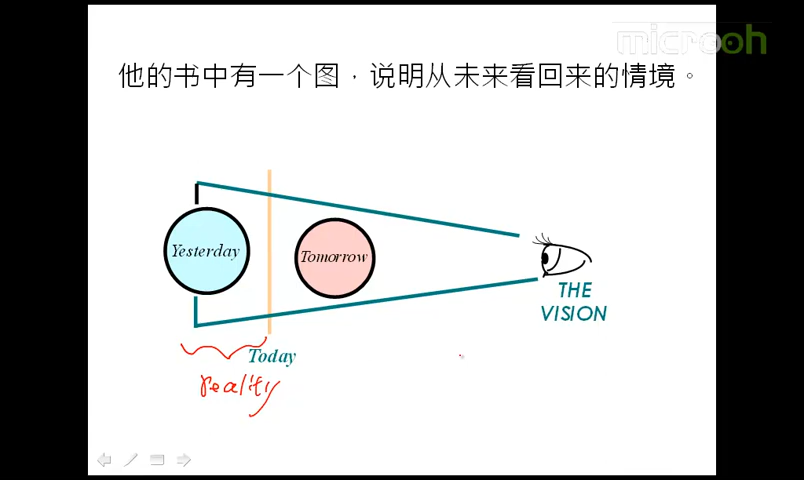 microoh
他的书中有一个图，说明从未来看回来的情境。
Yesterday
Tomorrow
THE
VISION
Today
reality